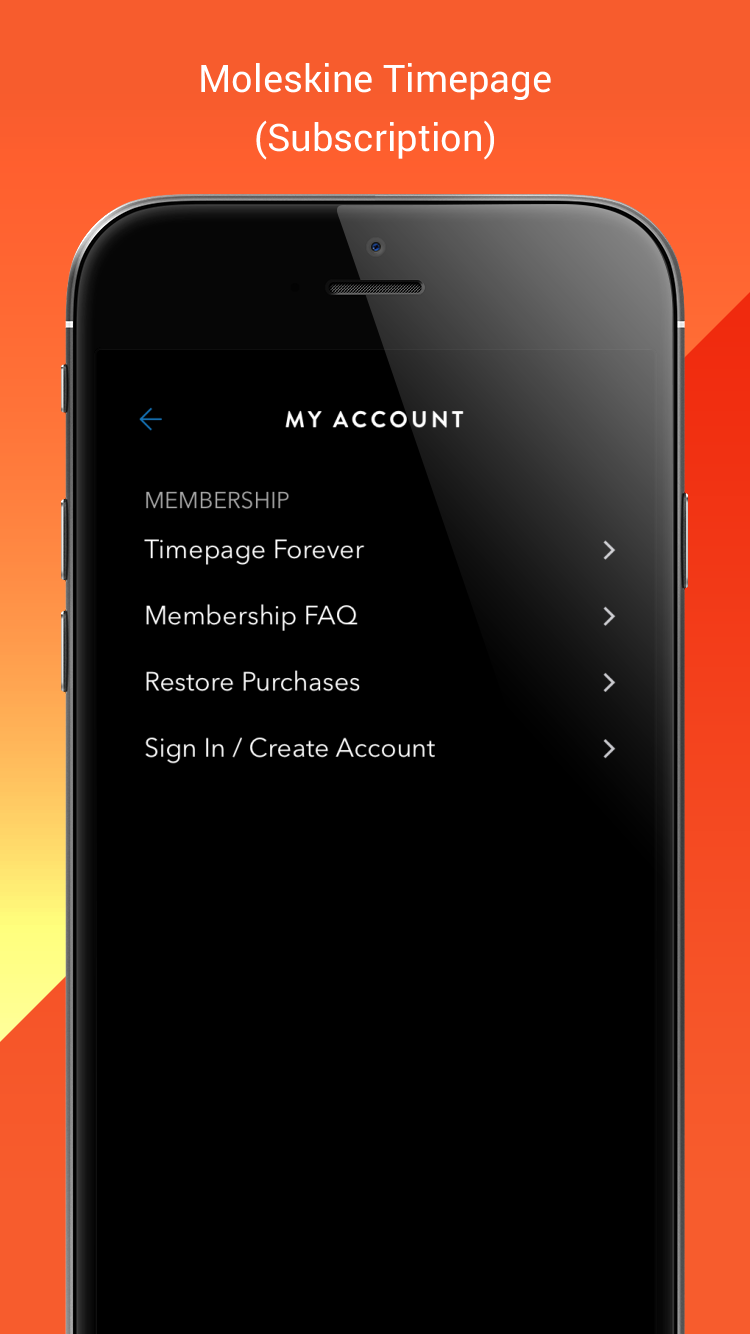 Moleskine Timepage
(Subscription)
MY ACCOUNT
MEMBERSHIP
Timepage Forever
Membership FAQ
Restore Purchases
Sign In / Create Account